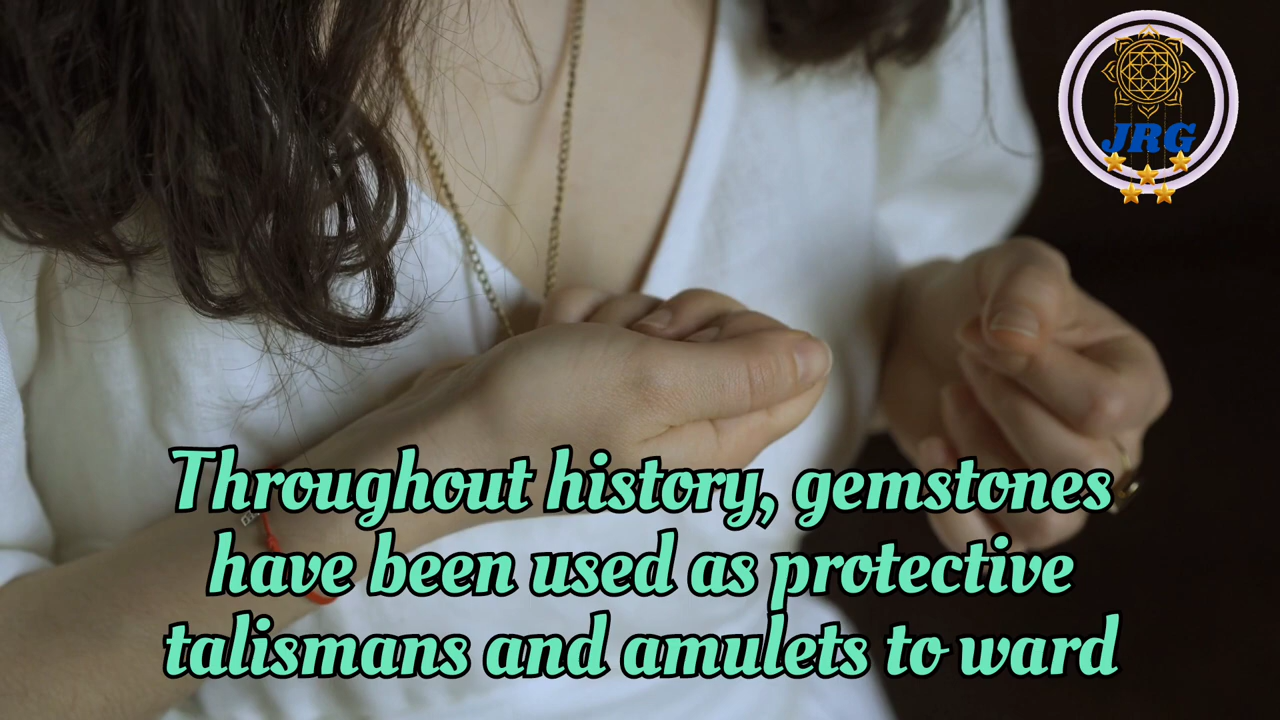 JRG
Throughout history, gemstones
have been used as protective
talismans and amulets to ward